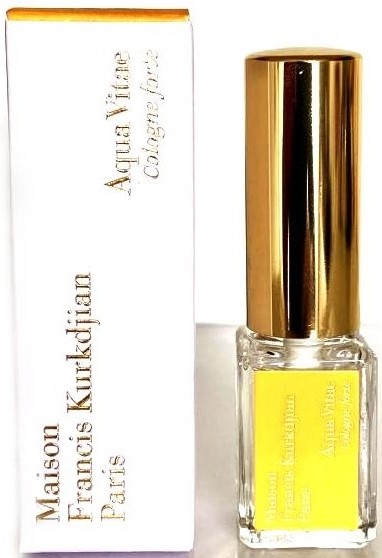 Maison
Francis Kurkdjian
Paris
Aqua Vitae
Cologne forte
Maison
Francis Kurkdjian
Paris
Aqua Vitae
Cologne forte